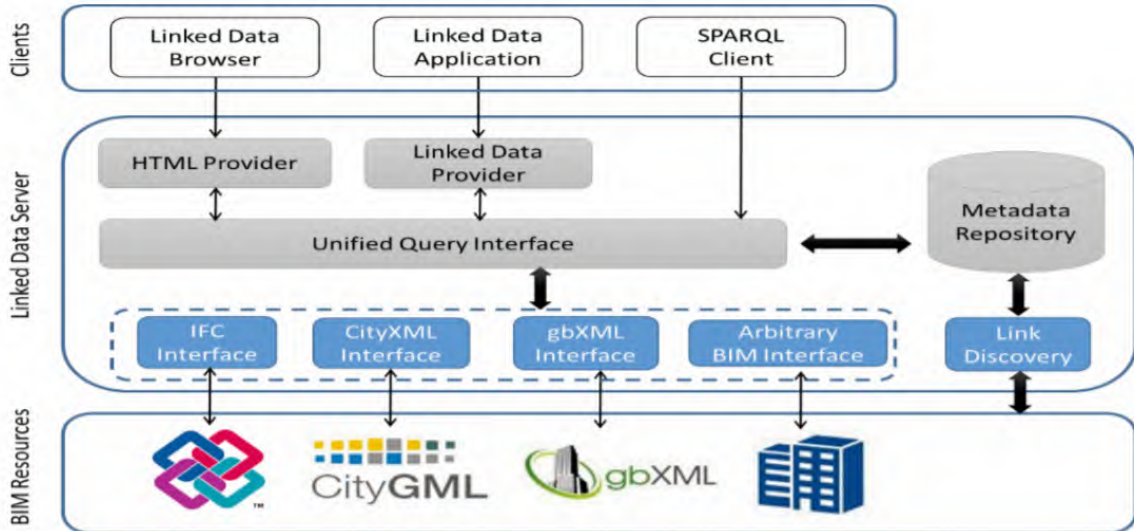 Clients
Linked Data
Browser
Linked Data
Application
SPARQL
Client
Linked Data Server
HTML Provider
Linked Data
Provider
Unified Query Interface
Metadata
Repository
IFC
Interface
CityXML
Interface
gbXML
Interface
Arbitrary
BIM Interface
Link
Discovery
BIM Resources
TM
CityGML
gbXML